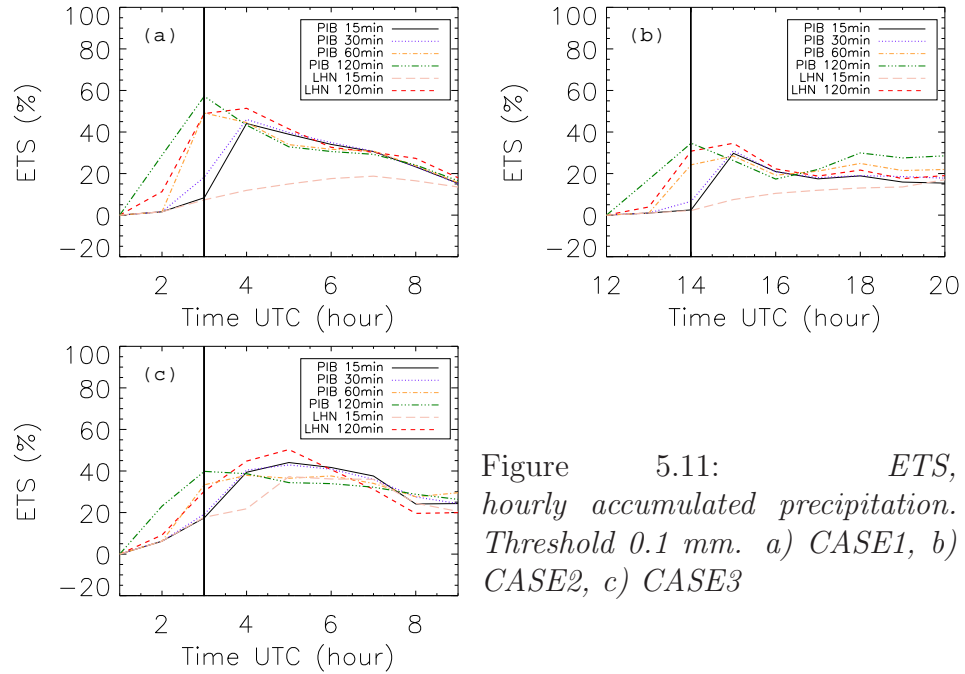 (a)
PIB 15min
PIB 30min
PIB 60min
PIB 120min
LHN 15min
LHN 120min
100
80
60
40
20
0
−20
ETS (%)
2 4 6 8
Time UTC (hour)
(b)
PIB 15min
PIB 30min
PIB 60min
PIB 120min
LHN 15min
LHN 120min
100
80
60
40
20
0
−20
ETS (%)
12 14 16 18 20
Time UTC (hour)
(c)
PIB 15min
PIB 30min
PIB 60min
PIB 120min
LHN 15min
LHN 120min
100
80
60
40
20
0
−20
ETS (%)
2 4 6 8
Time UTC (hour)
Figure 5.11: ETS,
hourly accumulated precipitation.
Threshold 0.1 mm. a) CASE1, b)
CASE2, c) CASE3